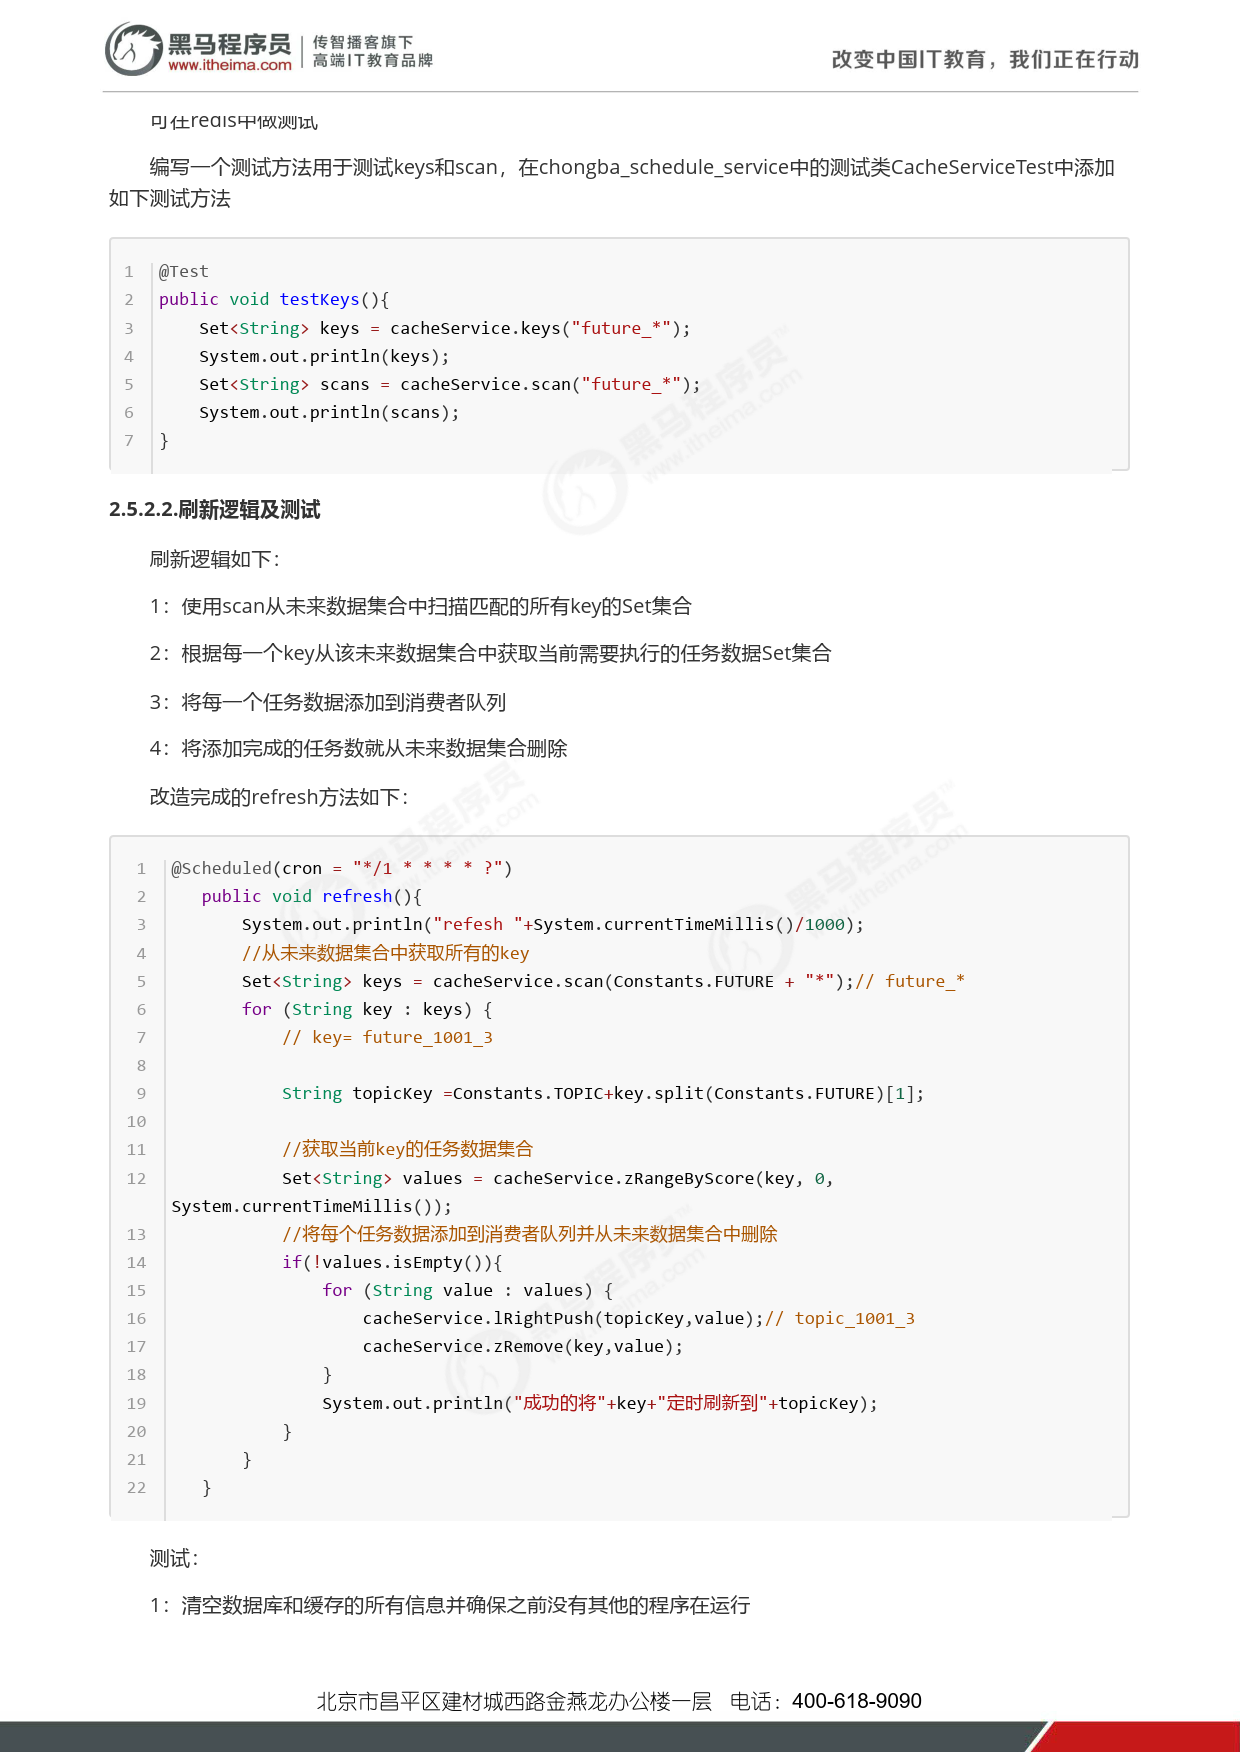 黑马程序员
www.itheima.com
传智播客旗下
高端IT教育品牌
改变中国IT教育，我们正在行动
可在redis中做测试
编写一个测试方法用于测试keys和scan，在chongba_schedule_service中的测试类CacheServiceTest中添加
如下测试方法
1 @Test
2 public void testKeys(){
3     Set<String> keys = cacheService.keys("future_*");
4     System.out.println(keys);
5     Set<String> scans = cacheService.scan("future_*");
6     System.out.println(scans);
7 }
2.5.2.2.刷新逻辑及测试
刷新逻辑如下：
1：使用scan从未来数据集合中扫描匹配的所有key的Set集合
2：根据每一个key从该未来数据集合中获取当前需要执行的任务数据Set集合
3：将每一个任务数据添加到消费者队列
4：将添加完成的任务数就从未来数据集合删除
改造完成的refresh方法如下：
1 @Scheduled(cron = "*/1 * * * * ?")
2    public void refresh(){
3        System.out.println("refesh "+System.currentTimeMillis()/1000);
4        //从未来数据集合中获取所有的key
5        Set<String> keys = cacheService.scan(Constants.FUTURE + "*");// future_*
6        for (String key : keys) {
7            // key= future_1001_3
8
9            String topicKey =Constants.TOPIC+key.split(Constants.FUTURE)[1];
10
11            //获取当前key的任务数据集合
12            Set<String> values = cacheService.zRangeByScore(key, 0,
System.currentTimeMillis());
13            //将每个任务数据添加到消费者队列并从未来数据集合中删除
14            if(!values.isEmpty()){
15                for (String value : values) {
16                    cacheService.lRightPush(topicKey,value);// topic_1001_3
17                    cacheService.zRemove(key,value);
18                }
19                System.out.println("成功的将"+key+"定时刷新到"+topicKey);
20            }
21        }
22    }
测试：
1：清空数据库和缓存的所有信息并确保之前没有其他的程序在运行
北京市昌平区建材城西路金燕龙办公楼一层 电话：400-618-9090